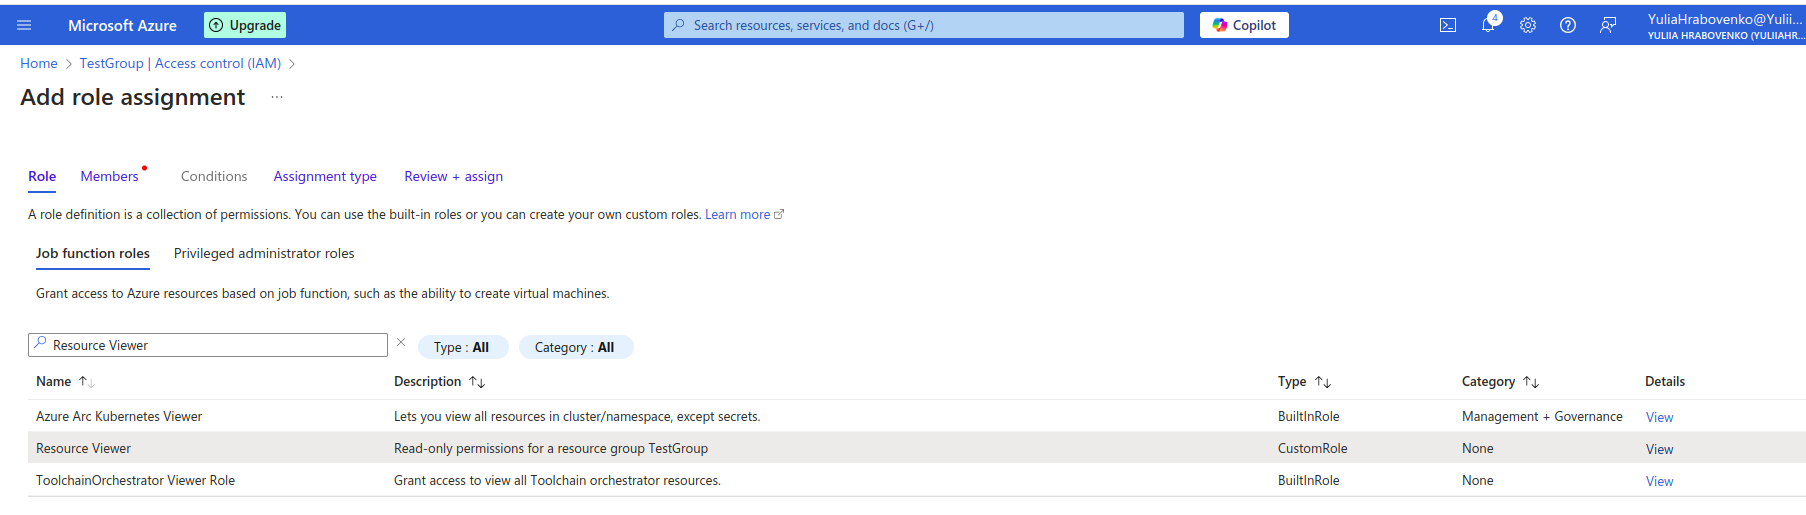 Microsoft Azure Upgrade Search resources, services, and docs (G+/) Copilot 4 YuliaHrabovenko@Yulii...
YULIIA HRABOVENKO (YULIIAHR...
Home > TestGroup | Access control (IAM) >
Add role assignment ...
Role Members Conditions Assignment type Review + assign
A role definition is a collection of permissions. You can use the built-in roles or you can create your own custom roles. Learn more
Job function roles Privileged administrator roles
Grant access to Azure resources based on job function, such as the ability to create virtual machines.
Resource Viewer Type : All Category : All
Name Description Type Category Details
Azure Arc Kubernetes Viewer Lets you view all resources in cluster/namespace, except secrets. BuiltInRole Management + Governance View
Resource Viewer Read-only permissions for a resource group TestGroup CustomRole None View
ToolchainOrchestrator Viewer Role Grant access to view all Toolchain orchestrator resources. BuiltInRole None View